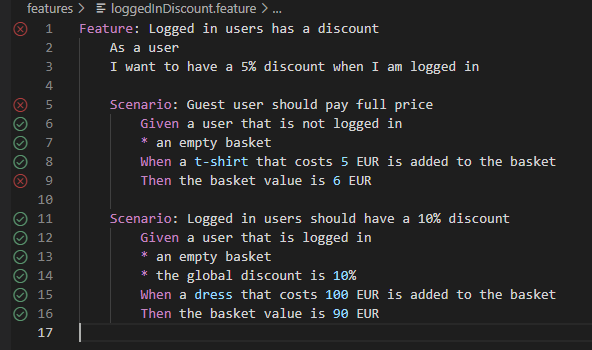 features > loggedInDiscount.feature > ...
1 Feature: Logged in users has a discount
2 As a user
3 I want to have a 5% discount when I am logged in
4
5 Scenario: Guest user should pay full price
6 Given a user that is not logged in
7 * an empty basket
8 When a t-shirt that costs 5 EUR is added to the basket
9 Then the basket value is 6 EUR
10
11 Scenario: Logged in users should have a 10% discount
12 Given a user that is logged in
13 * an empty basket
14 * the global discount is 10%
15 When a dress that costs 100 EUR is added to the basket
16 Then the basket value is 90 EUR
17